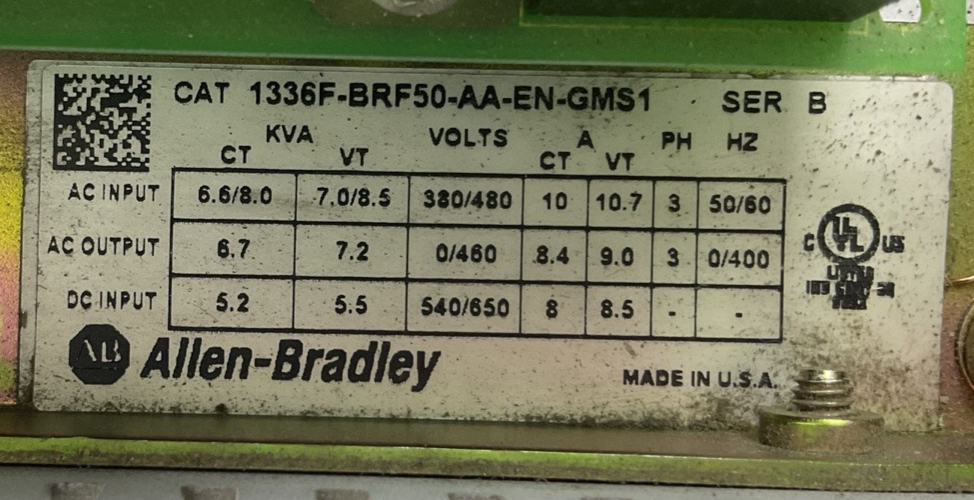 CAT 1336F-BRF50-AA-EN-GMS1 SER B
KVA VOLTS A PH HZ
CT VT CT VT
AC INPUT 6.6/8.0 7.0/8.5 380/480 10 10.7 3 50/60
AC OUTPUT 6.7 7.2 0/460 8.4 9.0 3 0/400
DC INPUT 5.2 5.5 540/650 8 8.5 - -
C UL US
AB Allen-Bradley
MADE IN U.S.A.